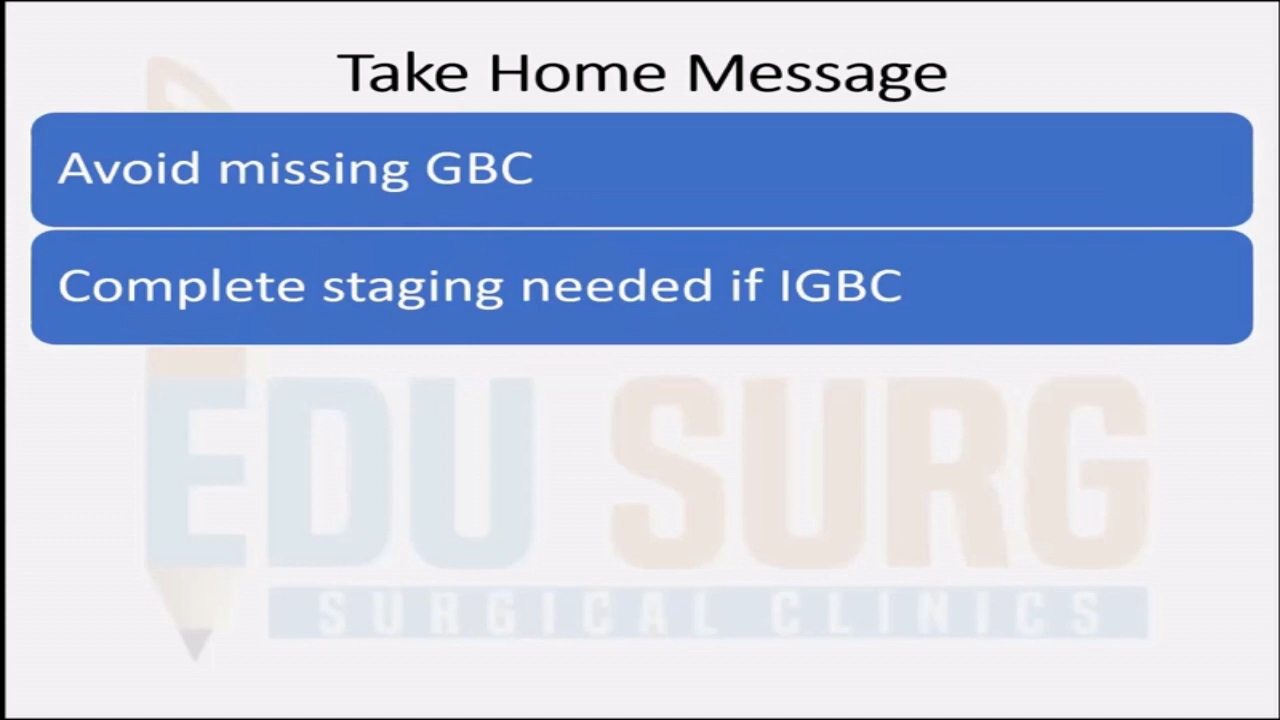 Take Home Message
Avoid missing GBC
Complete staging needed if IGBC
EDU SURG
SURGICAL CLINICS